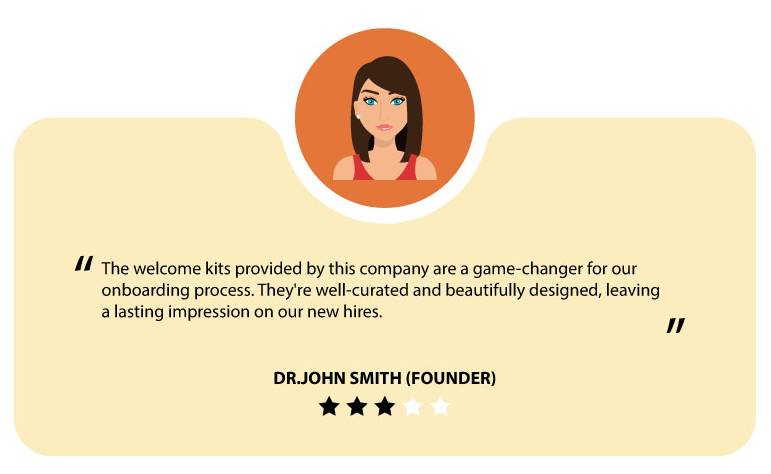 “ The welcome kits provided by this company are a game-changer for our
onboarding process. They're well-curated and beautifully designed, leaving
a lasting impression on our new hires.
”
DR.JOHN SMITH (FOUNDER)